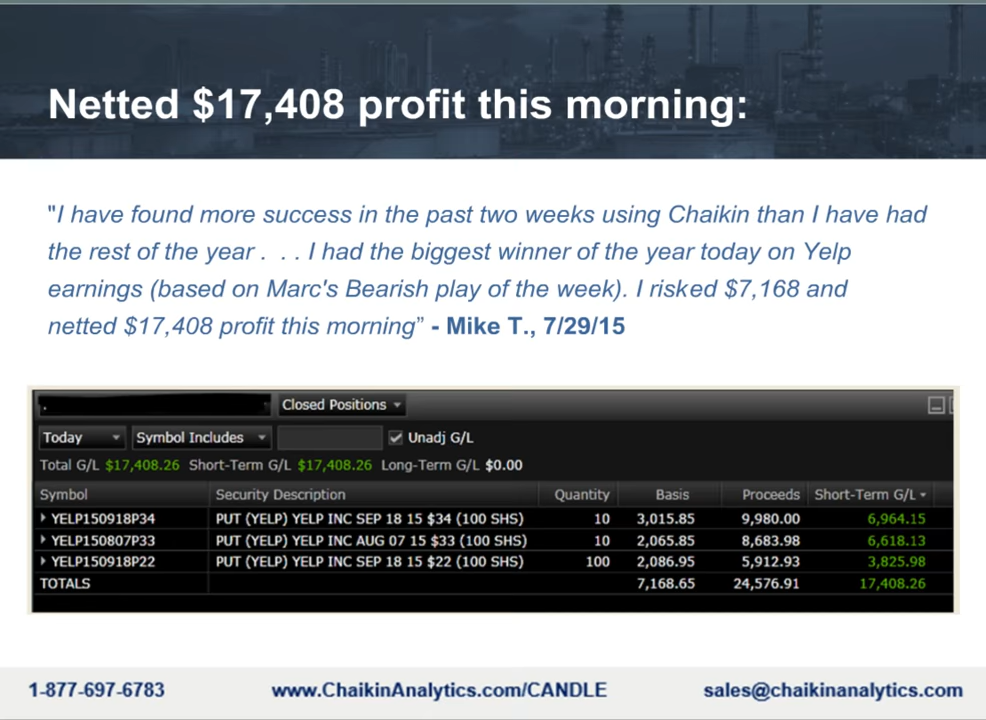 Netted $17,408 profit this morning:
"I have found more success in the past two weeks using Chaikin than I have had
the rest of the year . . . I had the biggest winner of the year today on Yelp
earnings (based on Marc's Bearish play of the week). I risked $7,168 and
netted $17,408 profit this morning” - Mike T., 7/29/15
Closed Positions
Today Symbol Includes Unadj G/L
Total G/L $17,408.26 Short-Term G/L $17,408.26 Long-Term G/L $0.00
Symbol Security Description Quantity Basis Proceeds Short-Term G/L
YELP150918P34 PUT (YELP) YELP INC SEP 18 15 $34 (100 SHS) 10 3,015.85 9,980.00 6,964.15
YELP150807P33 PUT (YELP) YELP INC AUG 07 15 $33 (100 SHS) 10 2,065.85 8,683.98 6,618.13
YELP150918P22 PUT (YELP) YELP INC SEP 18 15 $22 (100 SHS) 100 2,086.95 5,912.93 3,825.98
TOTALS 7,168.65 24,576.91 17,408.26
1-877-697-6783 www.ChaikinAnalytics.com/CANDLE sales@chaikinanalytics.com